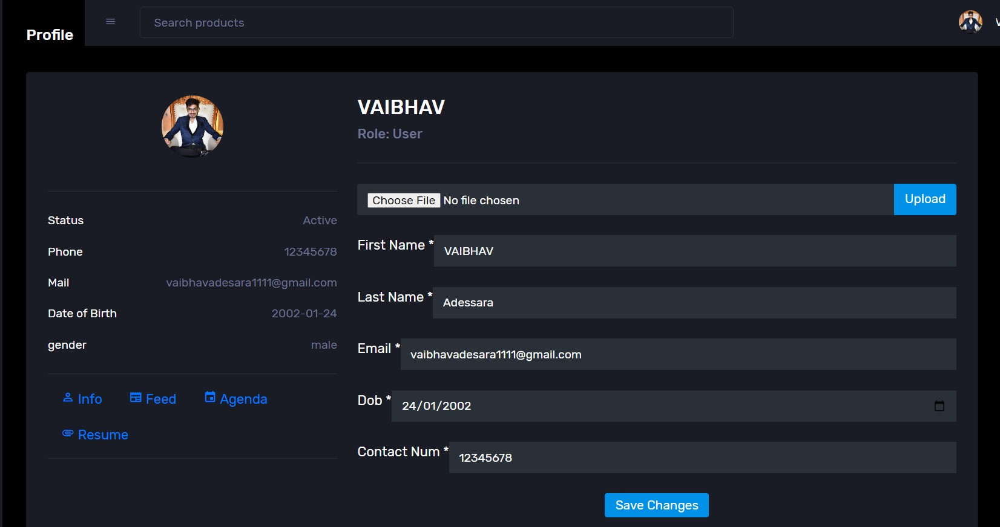 Profile
Search products
V
VAIBHAV
Role: User
Status Active
Phone 12345678
Mail vaibhavadesara1111@gmail.com
Date of Birth 2002-01-24
gender male
Info Feed Agenda
Resume
Choose File No file chosen Upload
First Name * VAIBHAV
Last Name * Adessara
Email * vaibhavadesara1111@gmail.com
Dob * 24/01/2002
Contact Num * 12345678
Save Changes